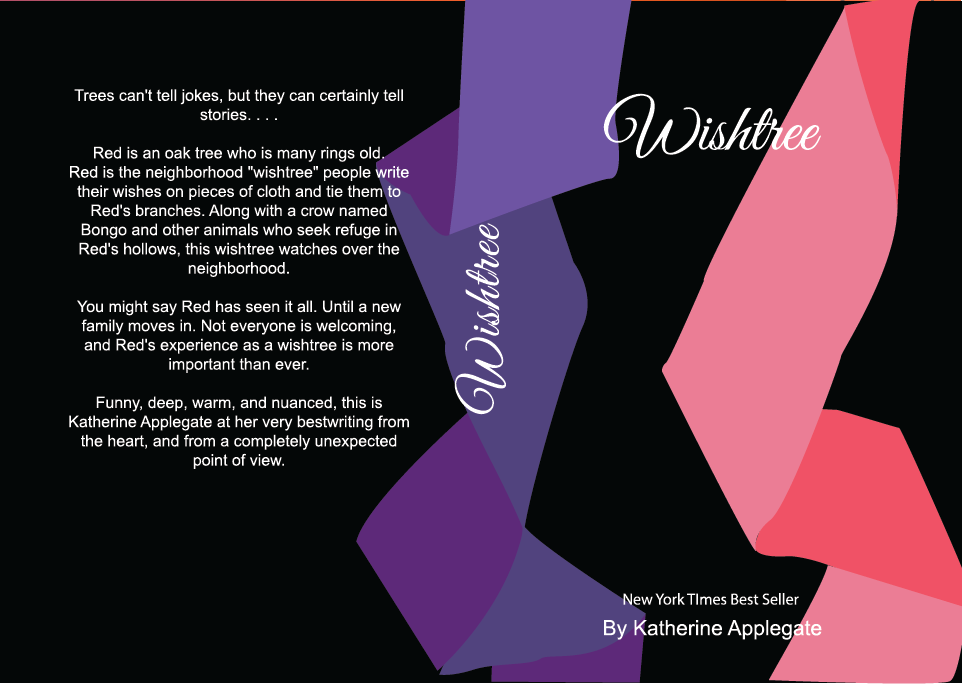 Trees can't tell jokes, but they can certainly tell
stories. . . .
Red is an oak tree who is many rings old.
Red is the neighborhood "wishtree" people write
their wishes on pieces of cloth and tie them to
Red's branches. Along with a crow named
Bongo and other animals who seek refuge in
Red's hollows, this wishtree watches over the
neighborhood.
You might say Red has seen it all. Until a new
family moves in. Not everyone is welcoming,
and Red's experience as a wishtree is more
important than ever.
Funny, deep, warm, and nuanced, this is
Katherine Applegate at her very bestwriting from
the heart, and from a completely unexpected
point of view.
Wishtree
Wishtree
New York TImes Best Seller
By Katherine Applegate